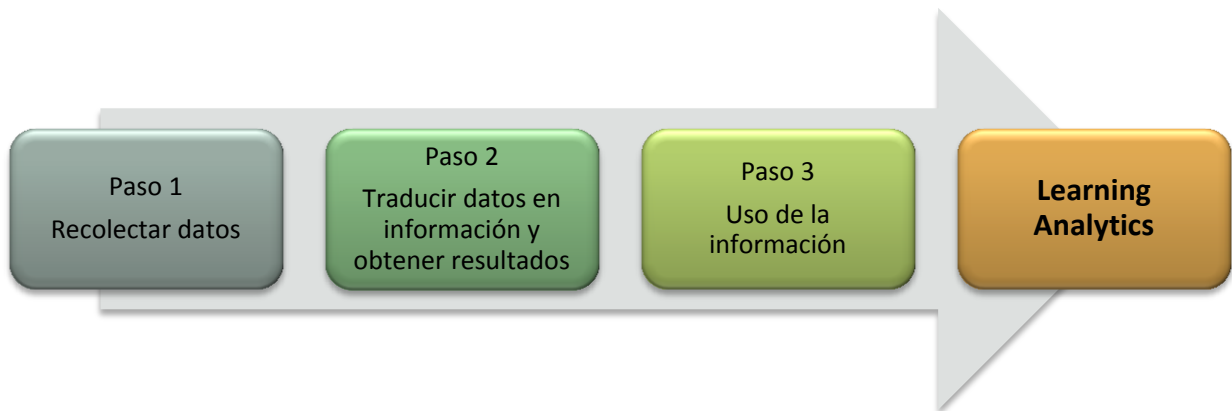 Paso 1
Recolectar datos
Paso 2
Traducir datos en
información y
obtener resultados
Paso 3
Uso de la
información
Learning
Analytics